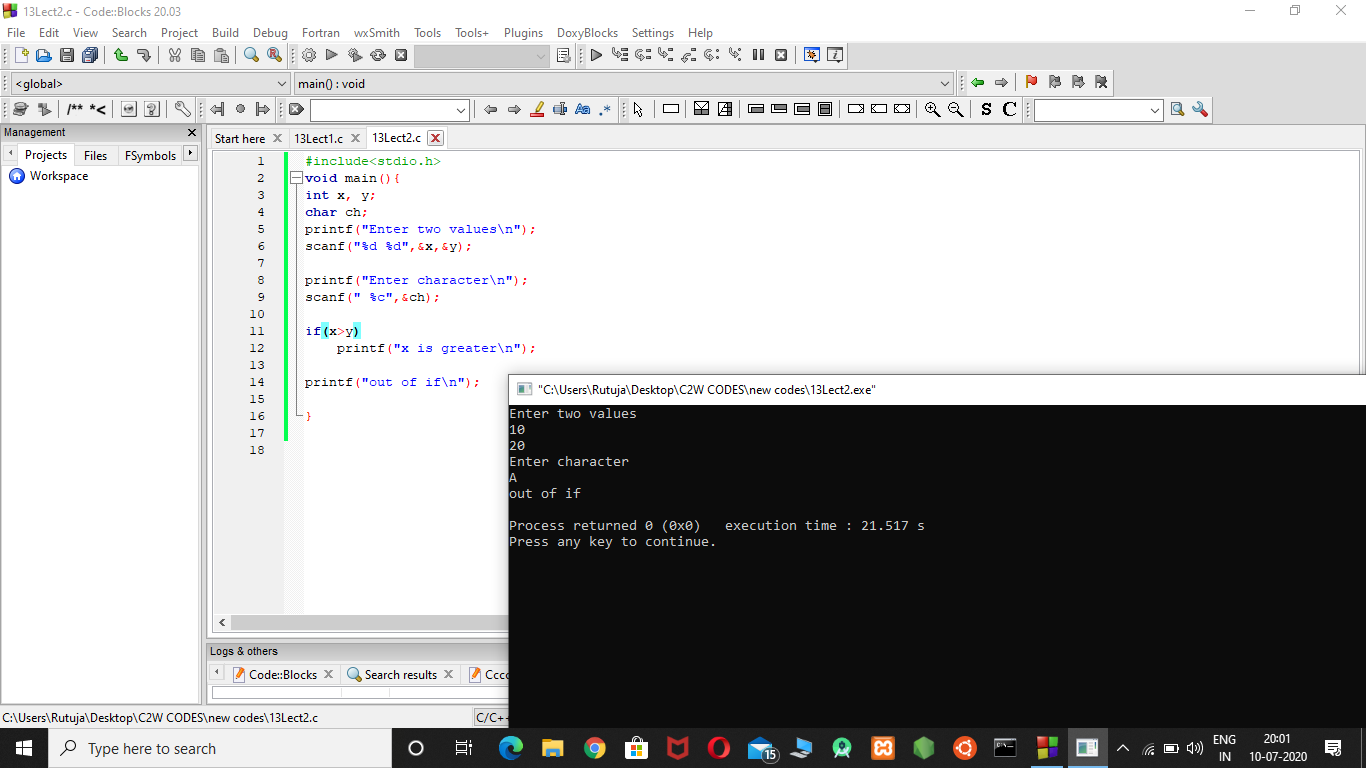 13Lect2.c - Code::Blocks 20.03
File Edit View Search Project Build Debug Fortran wxSmith Tools Tools+ Plugins DoxyBlocks Settings Help
<global> main() : void
/** *< Aa .* S C
Management
Projects Files FSymbols
Workspace
Start here 13Lect1.c 13Lect2.c
1 #include<stdio.h>
2 void main(){
3 int x, y;
4 char ch;
5 printf("Enter two values\n");
6 scanf("%d %d",&x,&y);
7
8 printf("Enter character\n");
9 scanf(" %c",&ch);
10
11 if(x>y)
12 printf("x is greater\n");
13
14 printf("out of if\n");
15
16 }
17
18
"C:\Users\Rutuja\Desktop\C2W CODES\new codes\13Lect2.exe"
Enter two values
10
20
Enter character
A
out of if
Process returned 0 (0x0) execution time : 21.517 s
Press any key to continue.
Logs & others
Code::Blocks Search results Ccc
C:\Users\Rutuja\Desktop\C2W CODES\new codes\13Lect2.c C/C++
Type here to search
15
ENG
IN
20:01
10-07-2020